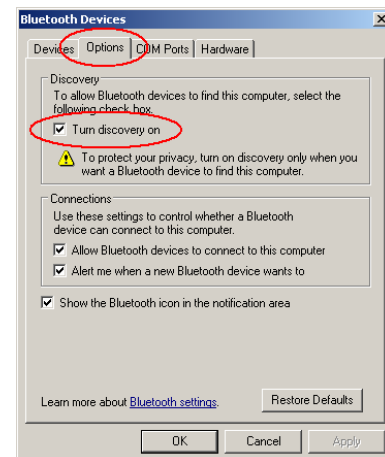 Bluetooth Devices
Devices Options COM Ports Hardware
Discovery
To allow Bluetooth devices to find this computer, select the
following check box.
Turn discovery on
To protect your privacy, turn on discovery only when you
want a Bluetooth device to find this computer.
Connections
Use these settings to control whether a Bluetooth
device can connect to this computer.
Allow Bluetooth devices to connect to this computer
Alert me when a new Bluetooth device wants to
Show the Bluetooth icon in the notification area
Learn more about Bluetooth settings. Restore Defaults
OK Cancel Apply